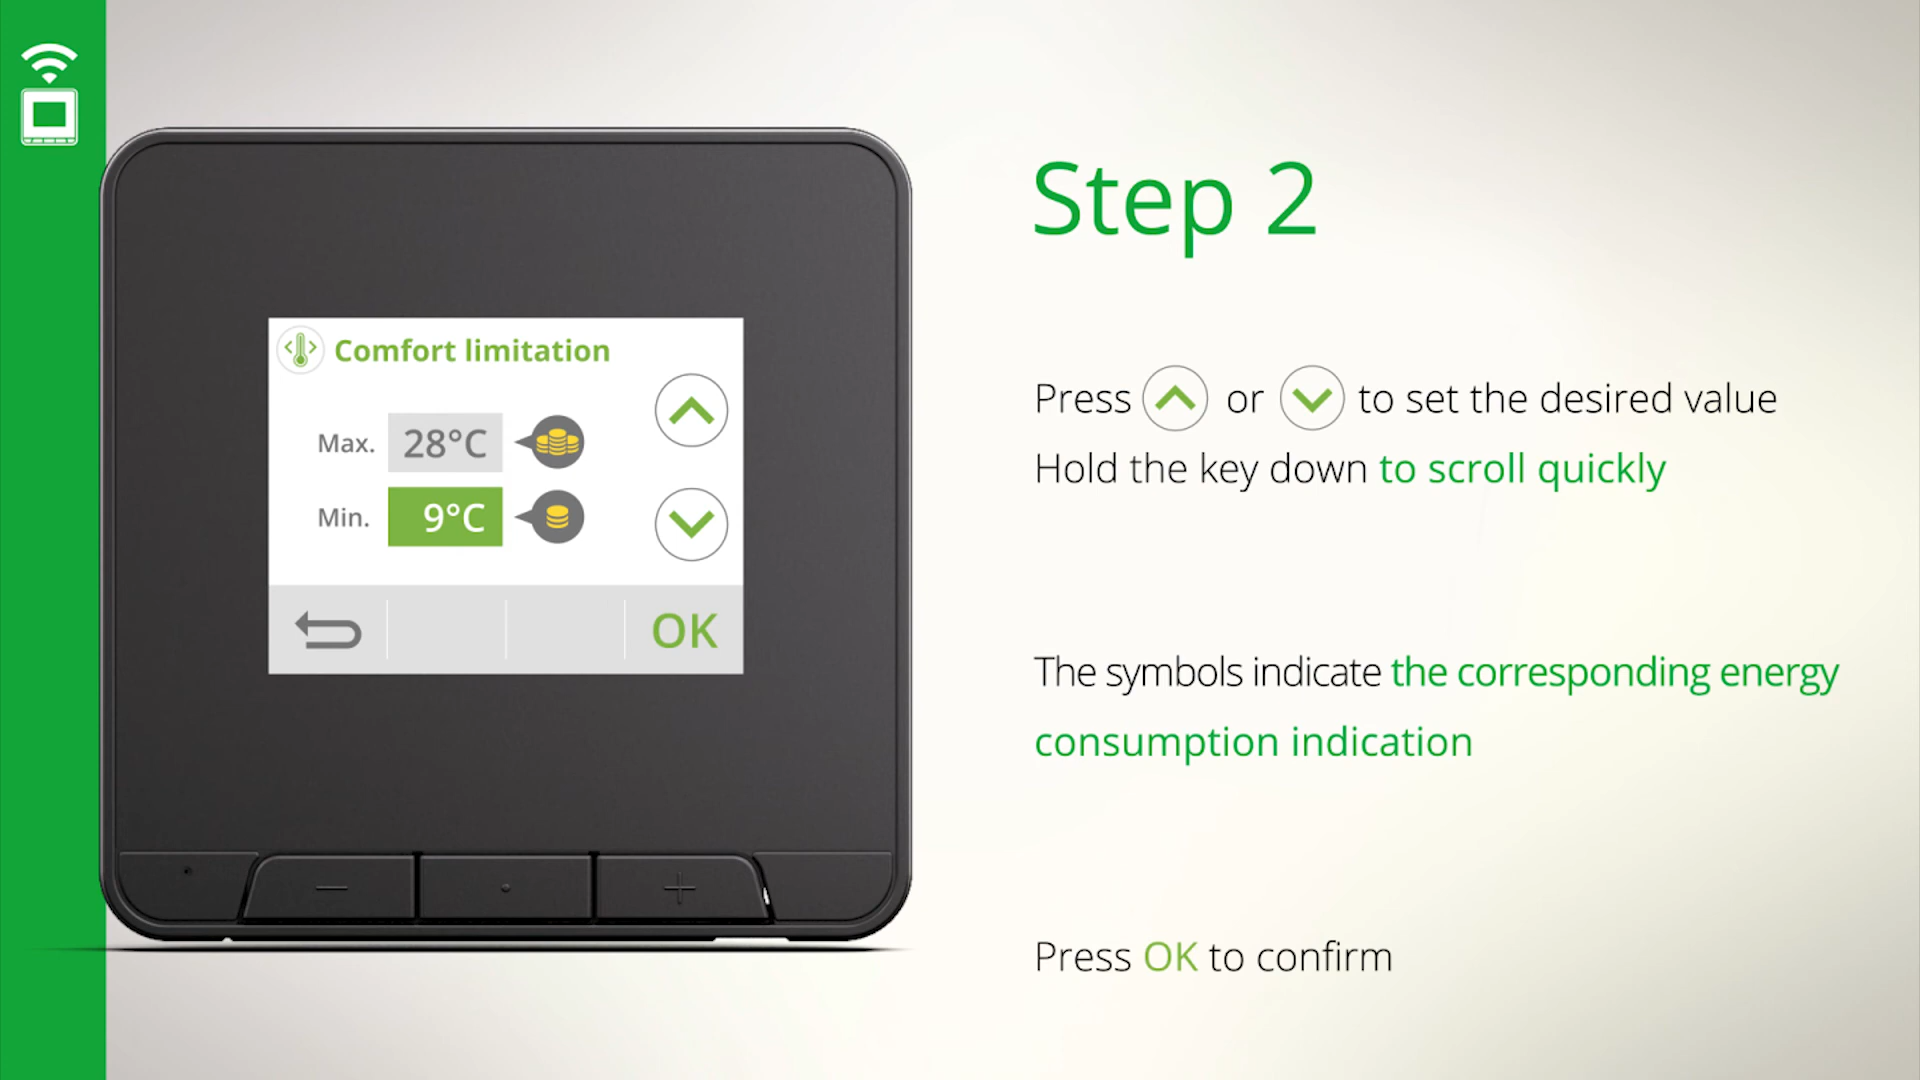 Comfort limitation
Max. 28°C
Min. 9°C
OK
Step 2
Press or to set the desired value
Hold the key down to scroll quickly
The symbols indicate the corresponding energy
consumption indication
Press OK to confirm